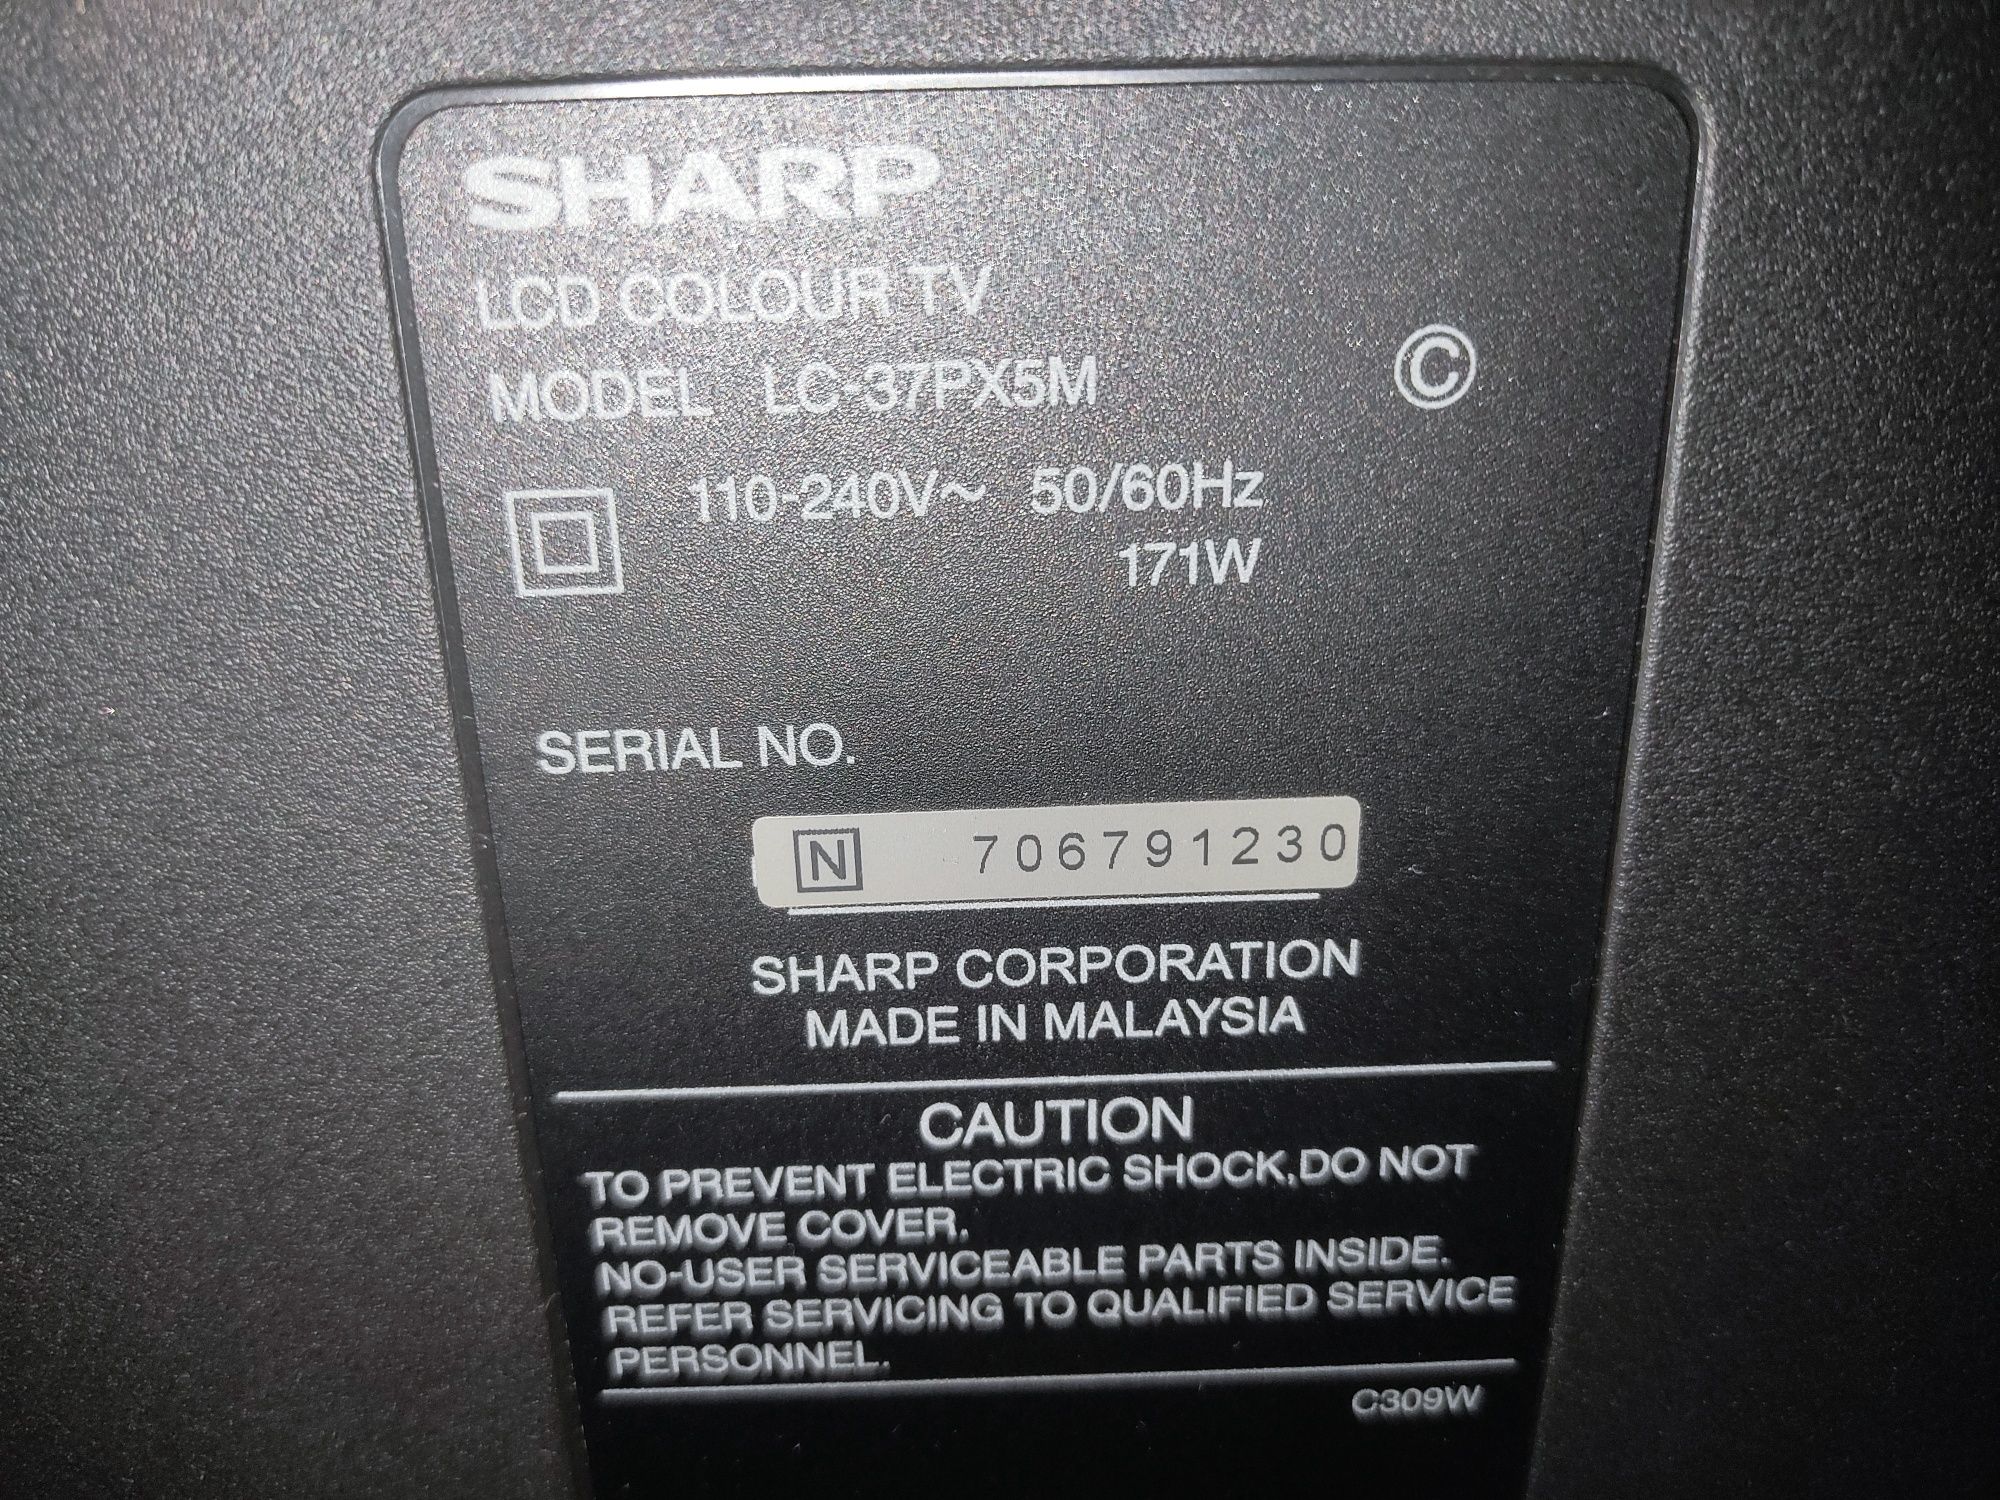 SHARP
LCD COLOUR TV
MODEL LC-37PX5M
©
110-240V~ 50/60Hz
171W
SERIAL NO.
N 706791230
SHARP CORPORATION
MADE IN MALAYSIA
CAUTION
TO PREVENT ELECTRIC SHOCK,DO NOT
REMOVE COVER.
NO-USER SERVICEABLE PARTS INSIDE.
REFER SERVICING TO QUALIFIED SERVICE
PERSONNEL.
C309W